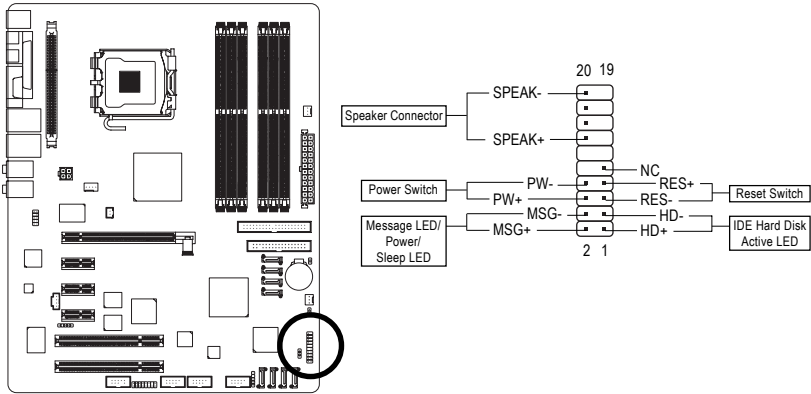 20 19
SPEAK-
Speaker Connector
SPEAK+
NC
PW-
RES+
Power Switch
Reset Switch
PW+
RES-
MSG-
HD-
Message LED/
Power/
Sleep LED
IDE Hard Disk
Active LED
MSG+
HD+
2 1